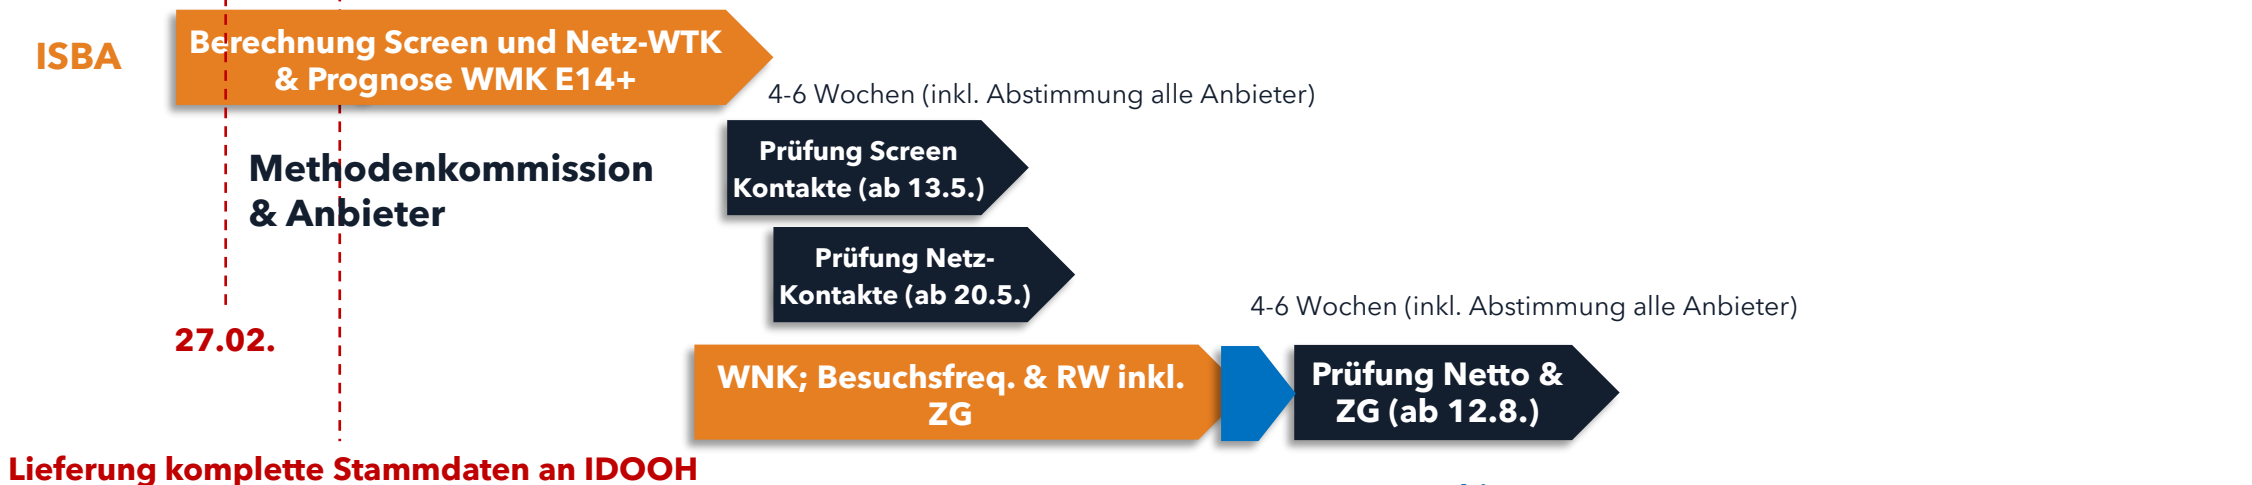 ISBA
Berechnung Screen und Netz-WTK
& Prognose WMK E14+
4-6 Wochen (inkl. Abstimmung alle Anbieter)
Methodenkommission
& Anbieter
Prüfung Screen
Kontakte (ab 13.5.)
Prüfung Netz-
Kontakte (ab 20.5.)
27.02.
4-6 Wochen (inkl. Abstimmung alle Anbieter)
WNK; Besuchsfreq. & RW inkl.
ZG
Prüfung Netto &
ZG (ab 12.8.)
Lieferung komplette Stammdaten an IDOOH